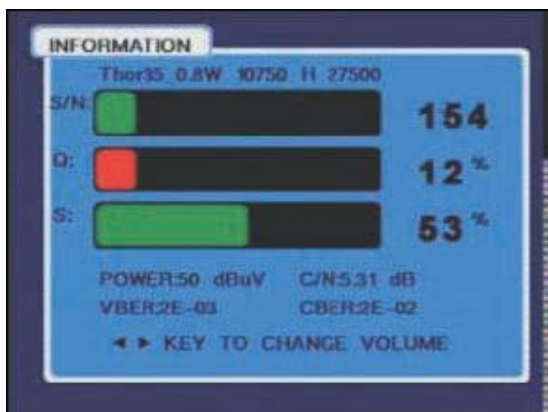 INFORMATION
Thor35_0.8W 10750 H 27500
S/N: 154
Q: 12 %
S: 53 %
POWER:50 dBuV C/N:5.31 dB
VBER:2E-03 CBER:2E-02
◄ ► KEY TO CHANGE VOLUME